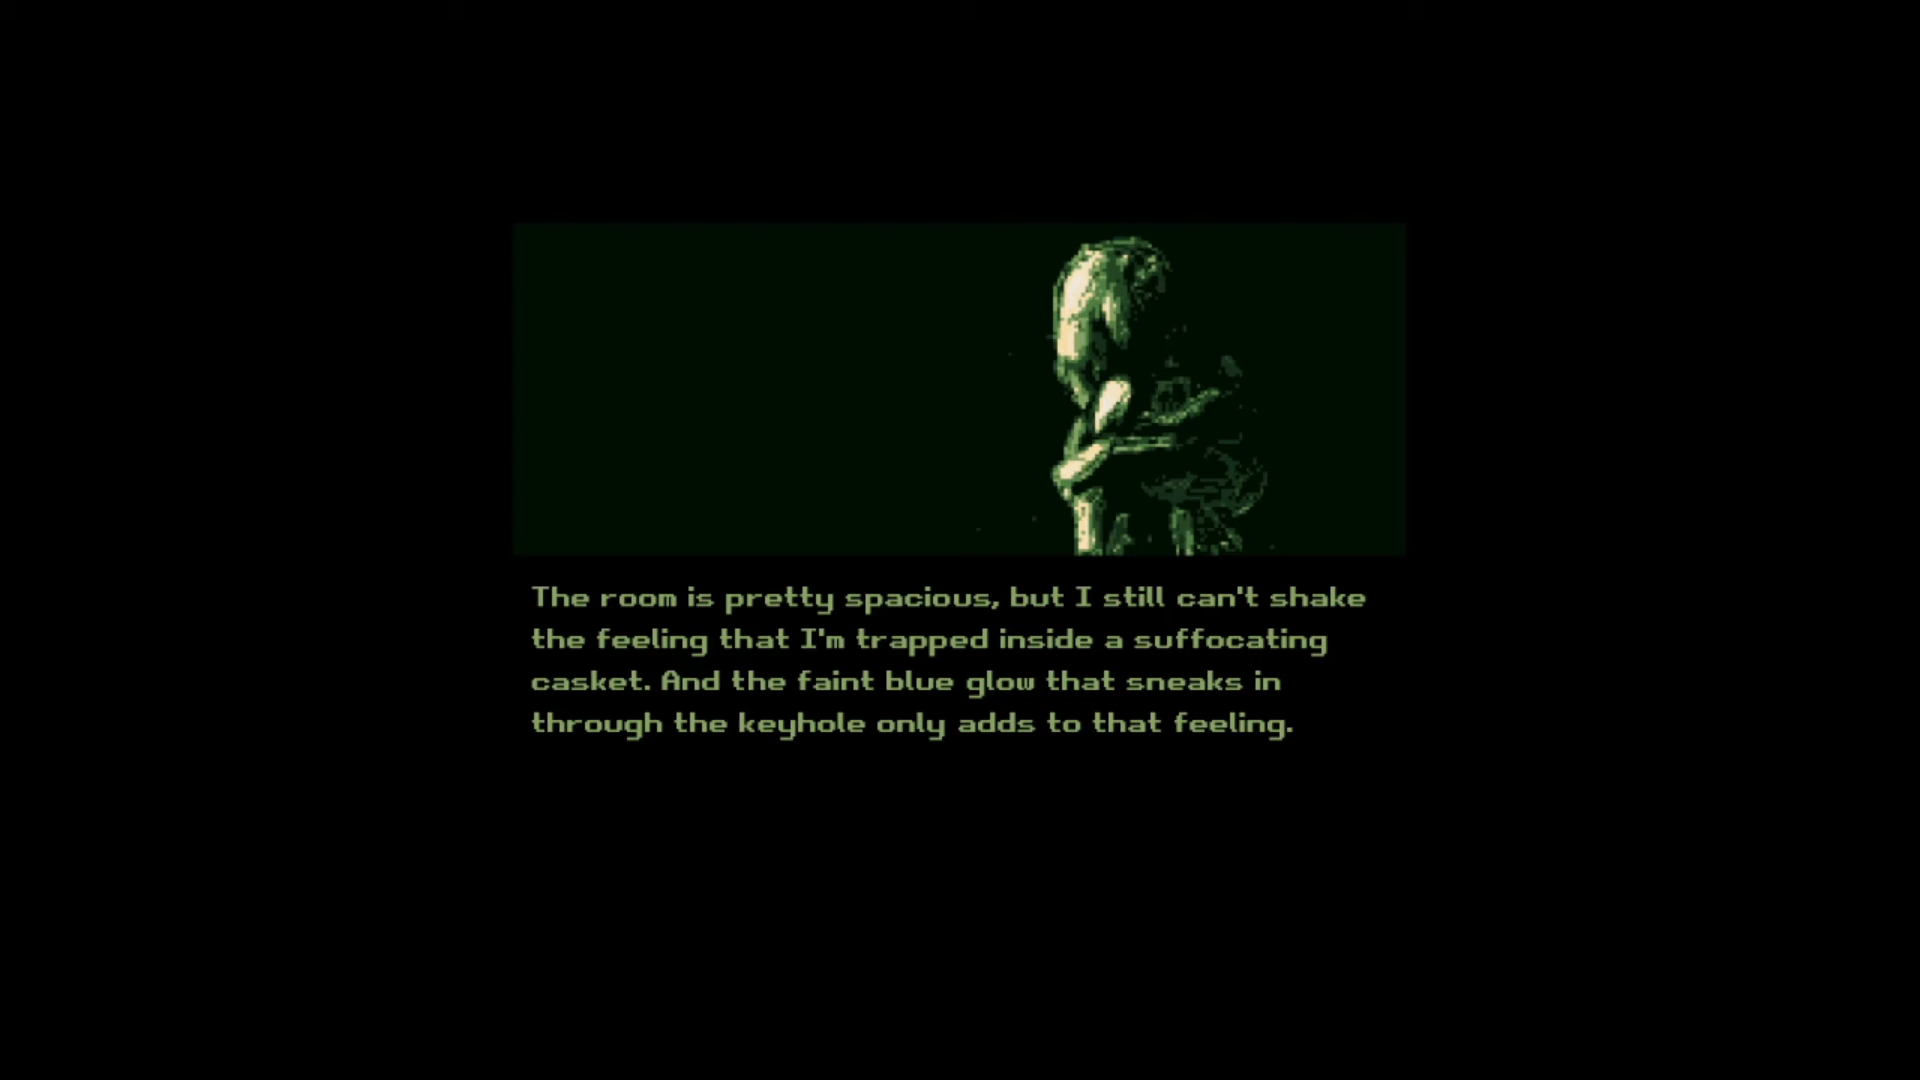 The room is pretty spacious, but I still can't shake
the feeling that I'm trapped inside a suffocating
casket. And the faint blue glow that sneaks in
through the keyhole only adds to that feeling.